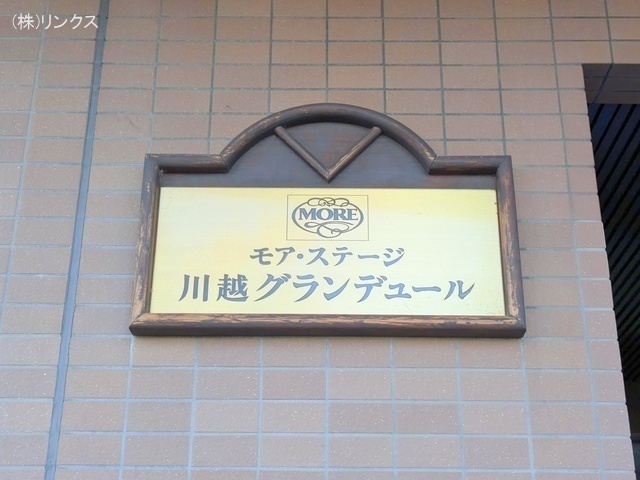 (株)リンクス
MORE
モア・ステージ
川越グランデュール